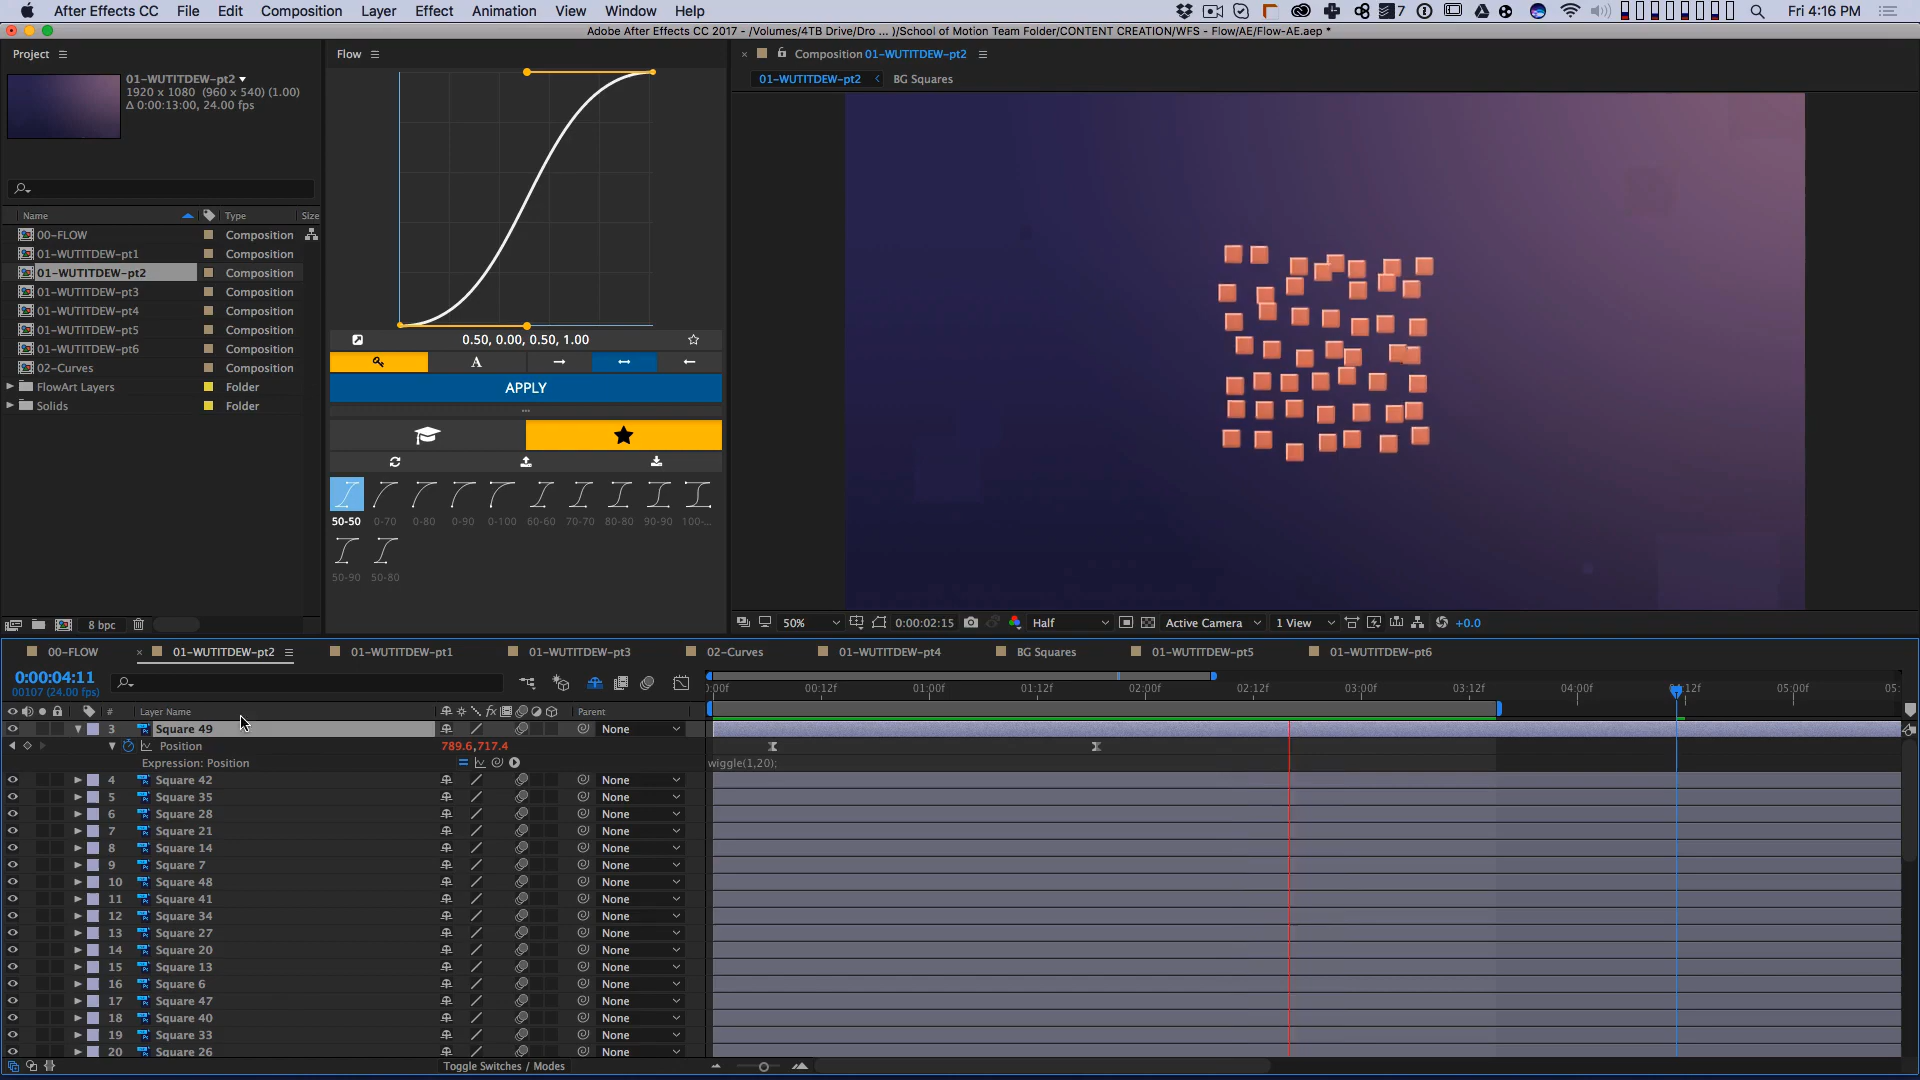 After Effects CC File Edit Composition Layer Effect Animation View Window Help 7 Fri 4:16 PM
Adobe After Effects CC 2017 - /Volumes/4TB Drive/Dro ... )/School of Motion Team Folder/CONTENT CREATION/WFS - Flow/AE/Flow-AE.aep *
Project Flow Composition 01-WUTITDEW-pt2
01-WUTITDEW-pt2
1920 x 1080 (960 x 540) (1.00)
Δ 0:00:13:00, 24.00 fps
01-WUTITDEW-pt2 BG Squares
Name Type Size
00-FLOW Composition
01-WUTITDEW-pt1 Composition
01-WUTITDEW-pt2 Composition
01-WUTITDEW-pt3 Composition
01-WUTITDEW-pt4 Composition
01-WUTITDEW-pt5 Composition
01-WUTITDEW-pt6 Composition
02-Curves Composition
FlowArt Layers Folder
Solids Folder
0.50, 0.00, 0.50, 1.00
A
APPLY
50-50 0-70 0-80 0-90 0-100 60-60 70-70 80-80 90-90 100-...
50-90 50-80
8 bpc
50% 0:00:02:15 Half Active Camera 1 View +0.0
00-FLOW 01-WUTITDEW-pt2 01-WUTITDEW-pt1 01-WUTITDEW-pt3 02-Curves 01-WUTITDEW-pt4 BG Squares 01-WUTITDEW-pt5 01-WUTITDEW-pt6
0:00:04:11
00107 (24.00 fps)
:00f 00:12f 01:00f 01:12f 02:00f 02:12f 03:00f 03:12f 04:00f 04:12f 05:00f 05:
# Layer Name fx Parent
3 Square 49 None
Position 789.6,717.4
Expression: Position wiggle(1,20);
4 Square 42 None
5 Square 35 None
6 Square 28 None
7 Square 21 None
8 Square 14 None
9 Square 7 None
10 Square 48 None
11 Square 41 None
12 Square 34 None
13 Square 27 None
14 Square 20 None
15 Square 13 None
16 Square 6 None
17 Square 47 None
18 Square 40 None
19 Square 33 None
20 Square 26 None
Toggle Switches / Modes